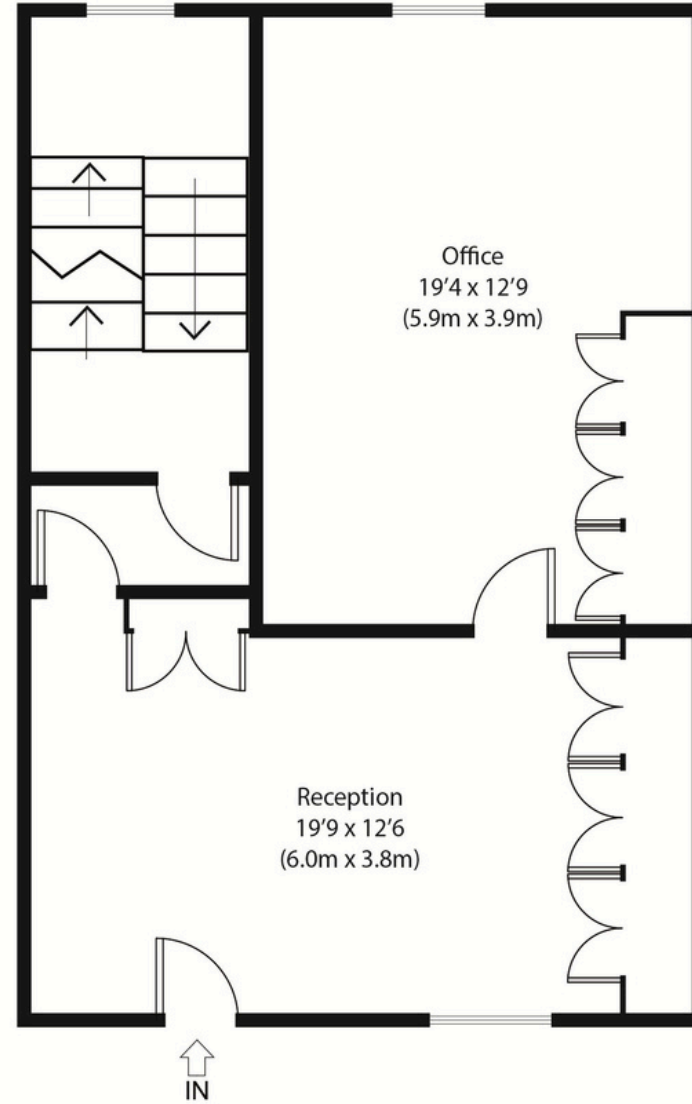 Office
19'4 x 12'9
(5.9m x 3.9m)
Reception
19'9 x 12'6
(6.0m x 3.8m)
IN